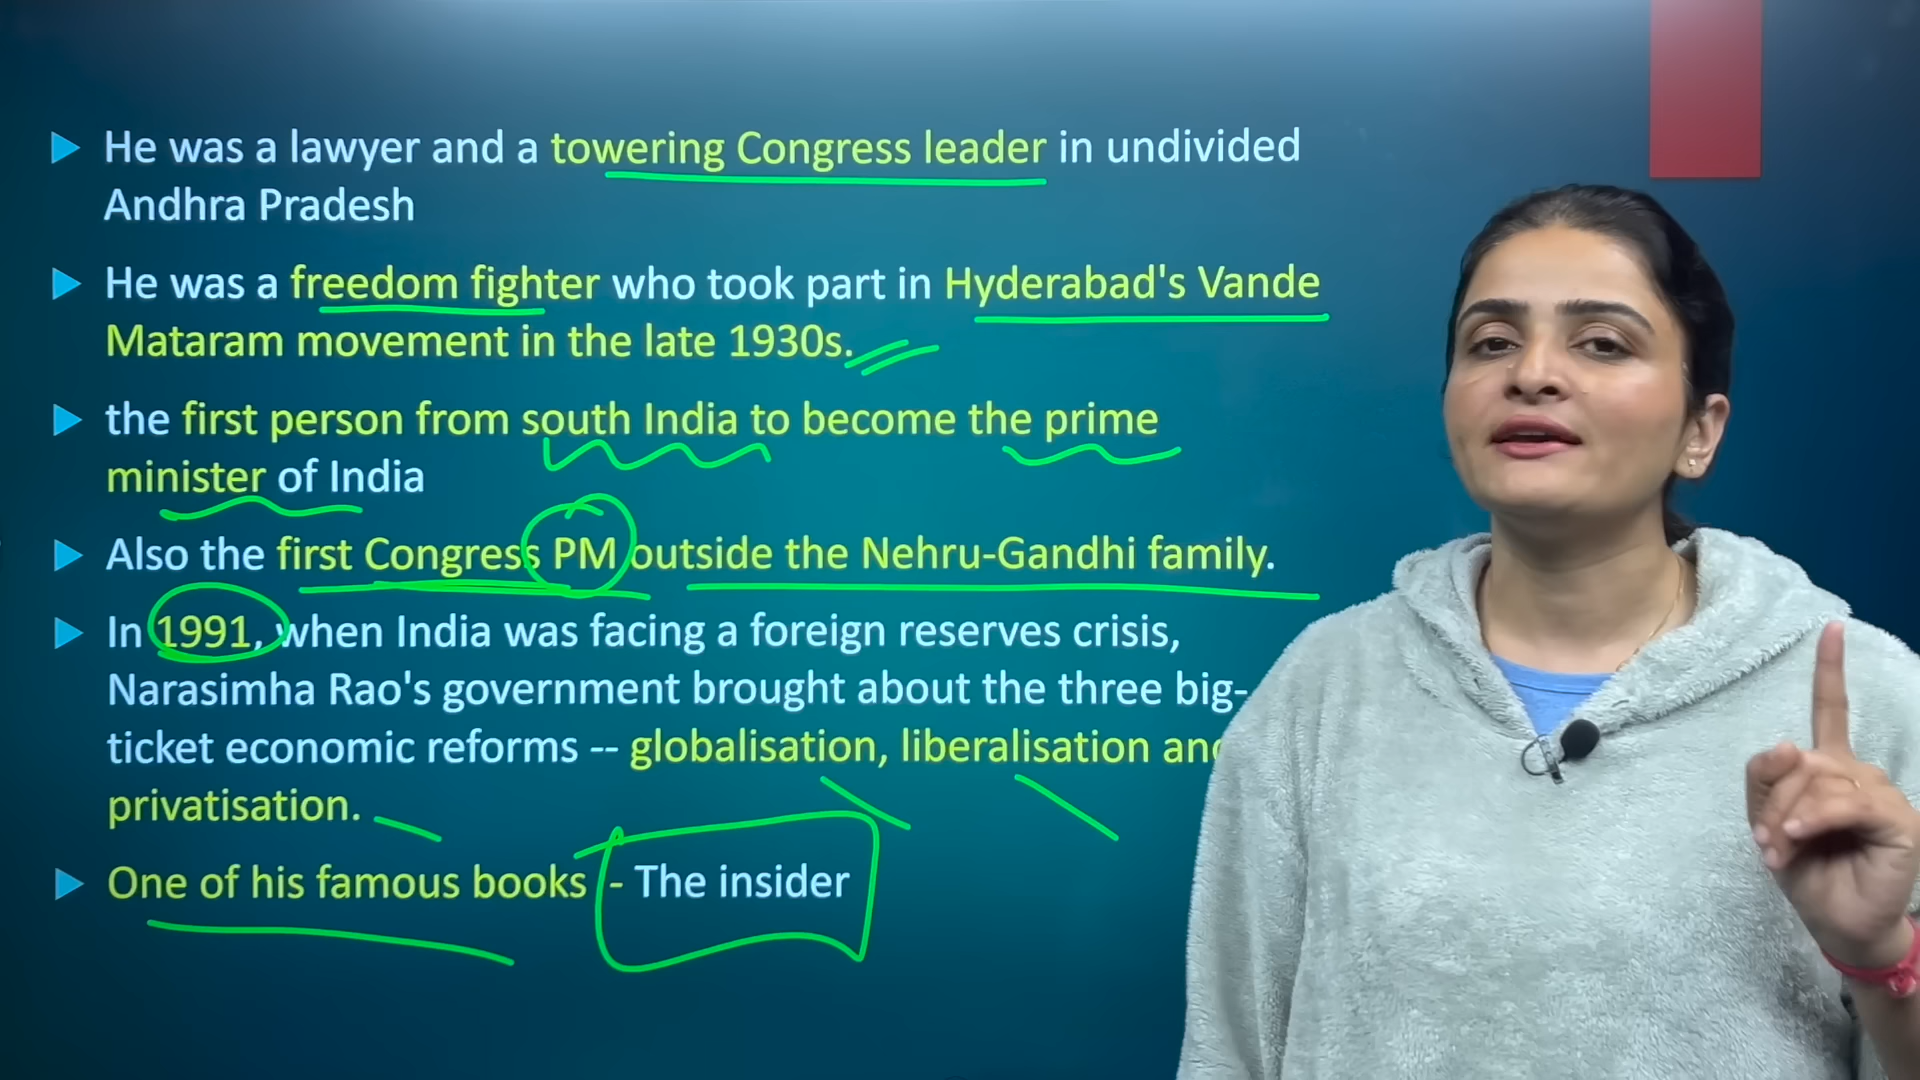 He was a lawyer and a towering Congress leader in undivided
Andhra Pradesh
He was a freedom fighter who took part in Hyderabad's Vande
Mataram movement in the late 1930s.
the first person from south India to become the prime
minister of India
Also the first Congress PM outside the Nehru-Gandhi family.
In 1991, when India was facing a foreign reserves crisis,
Narasimha Rao's government brought about the three big-
ticket economic reforms -- globalisation, liberalisation and
privatisation.
One of his famous books - The insider